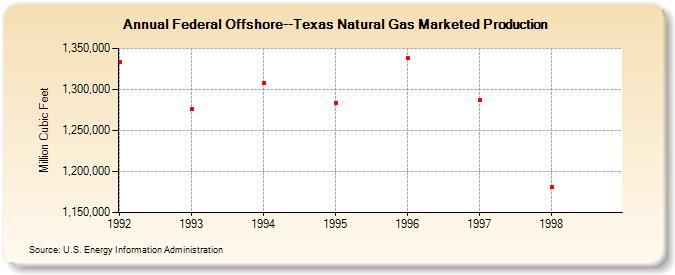 Annual Federal Offshore--Texas Natural Gas Marketed Production
Million Cubic Feet
1,350,000
1,300,000
1,250,000
1,200,000
1,150,000
1992 1993 1994 1995 1996 1997 1998
Source: U.S. Energy Information Administration